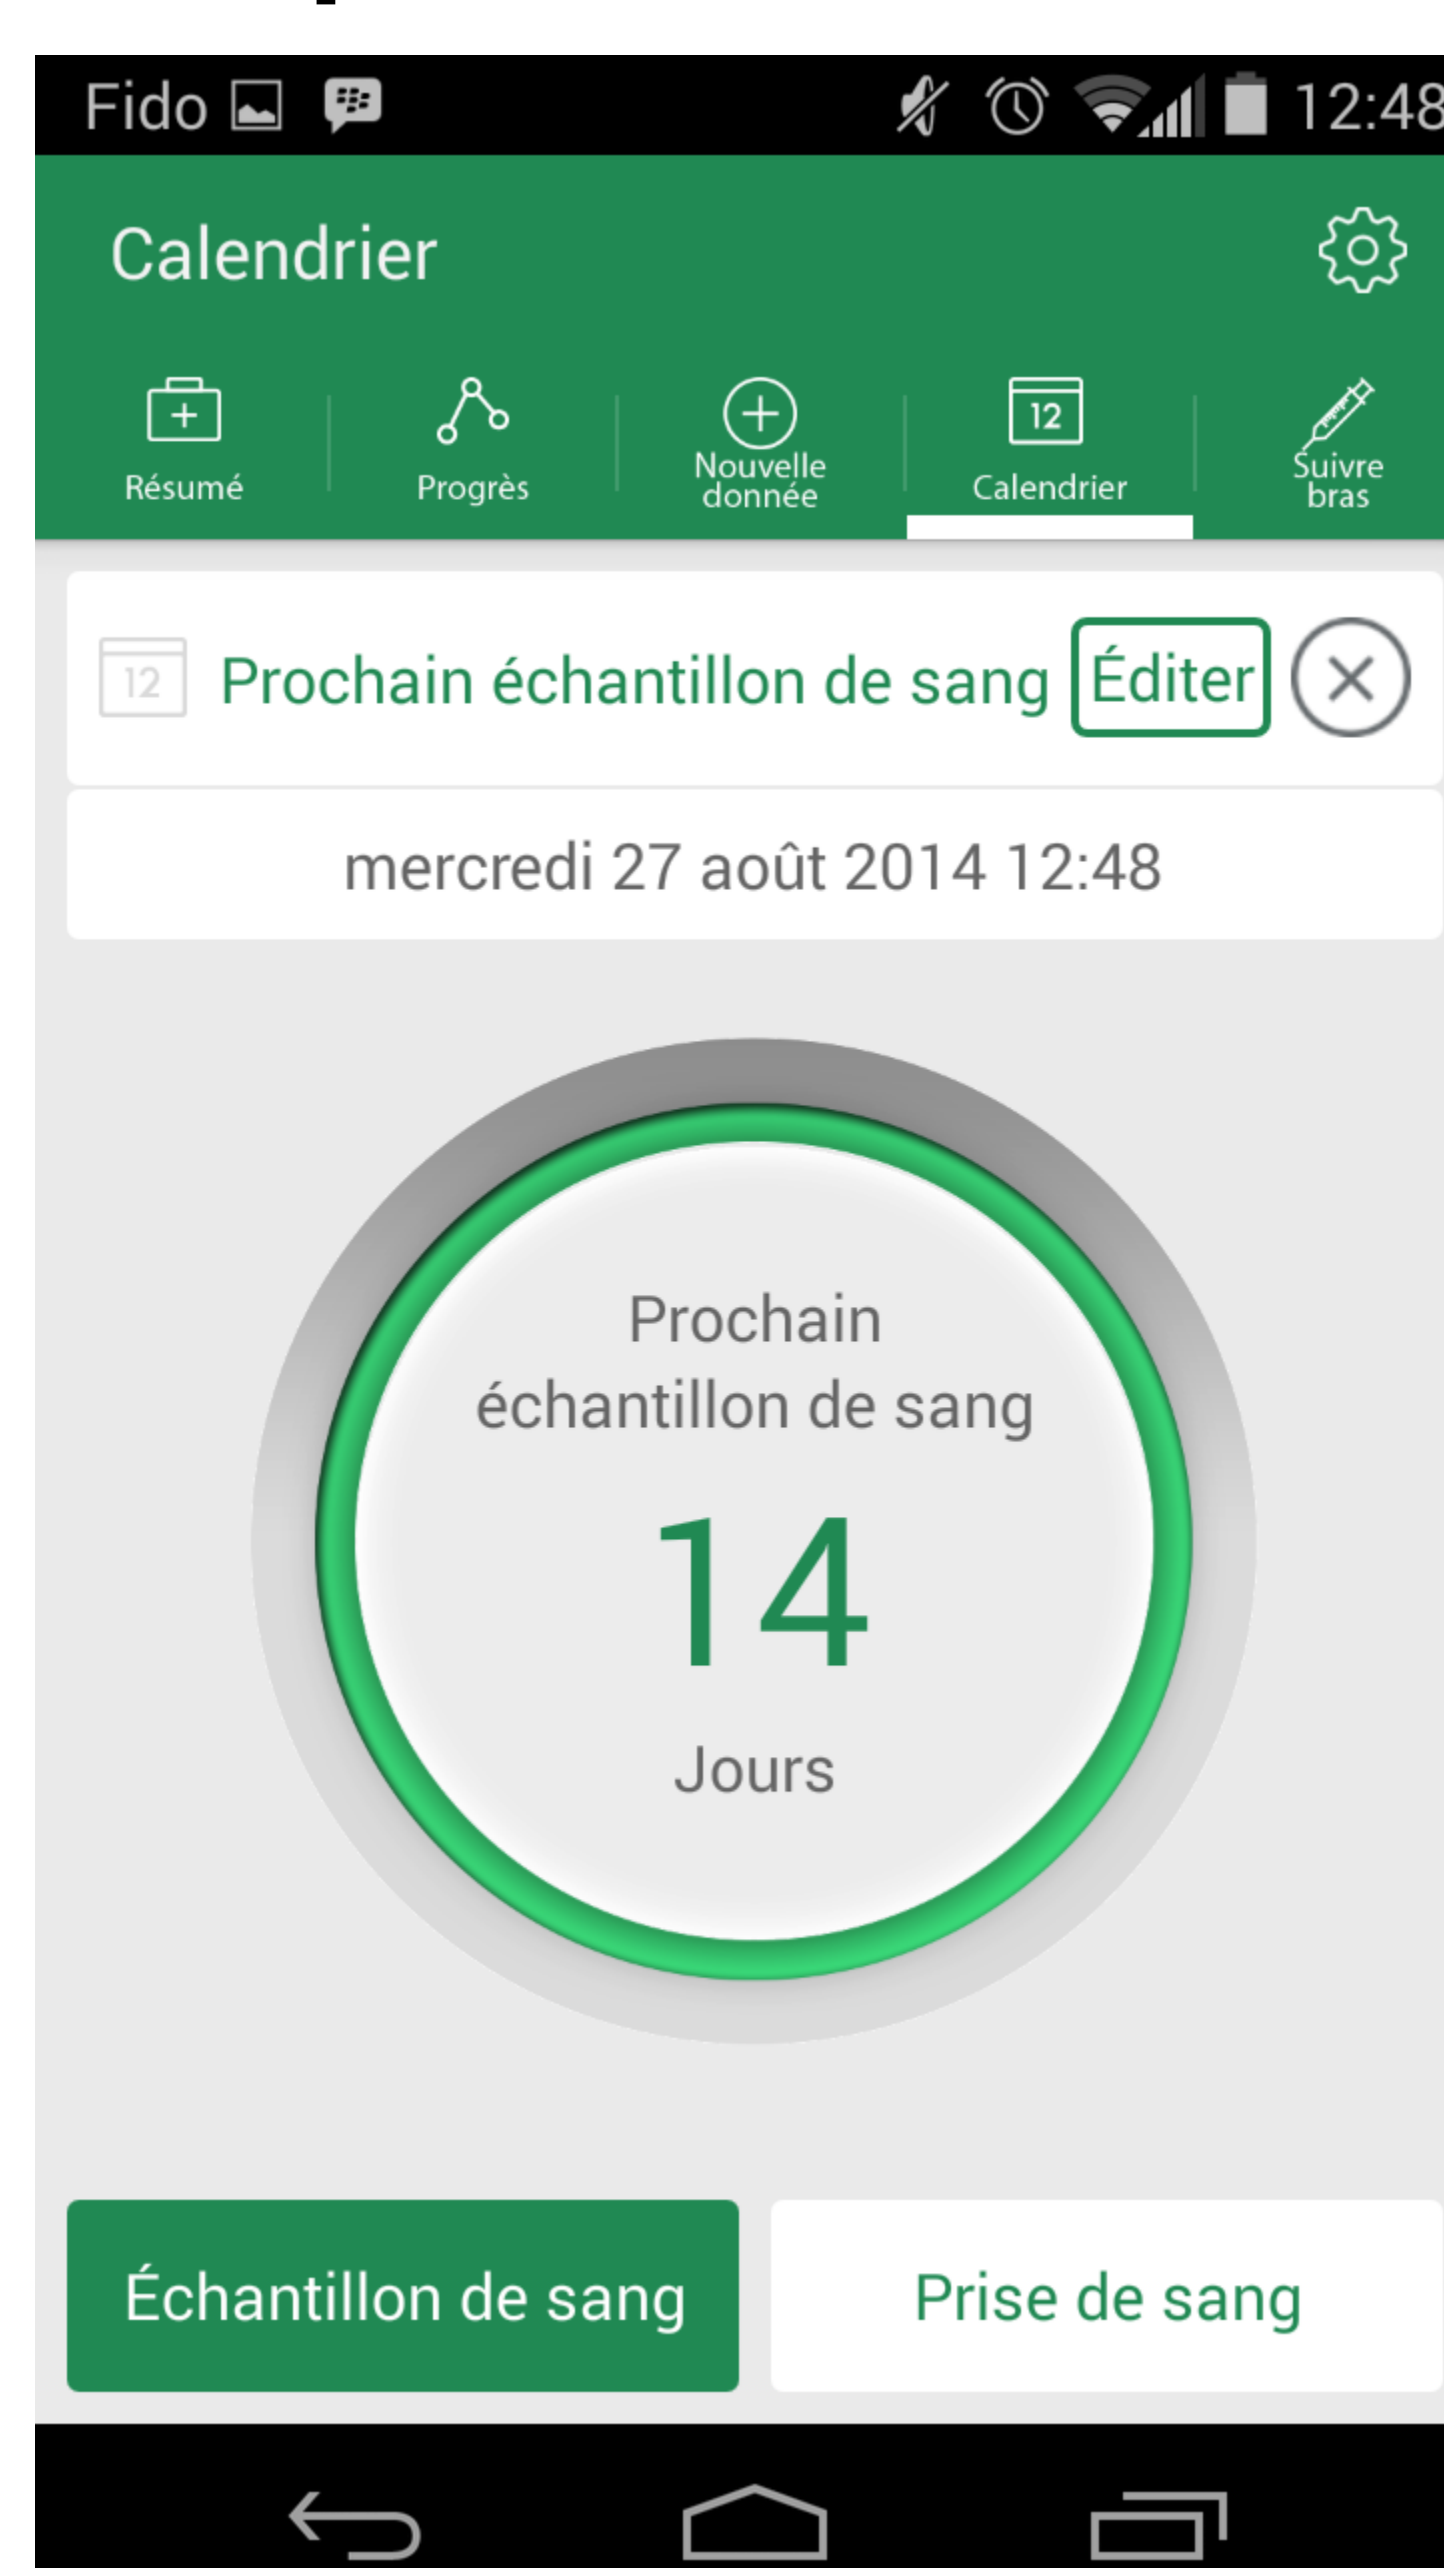 Fido 12:48
Calendrier
12
Résumé
Progrès
Nouvelle
donnée
Calendrier
Suivre
bras
12 Prochain échantillon de sang Éditer
mercredi 27 août 2014 12:48
Prochain
échantillon de sang
14
Jours
Échantillon de sang
Prise de sang